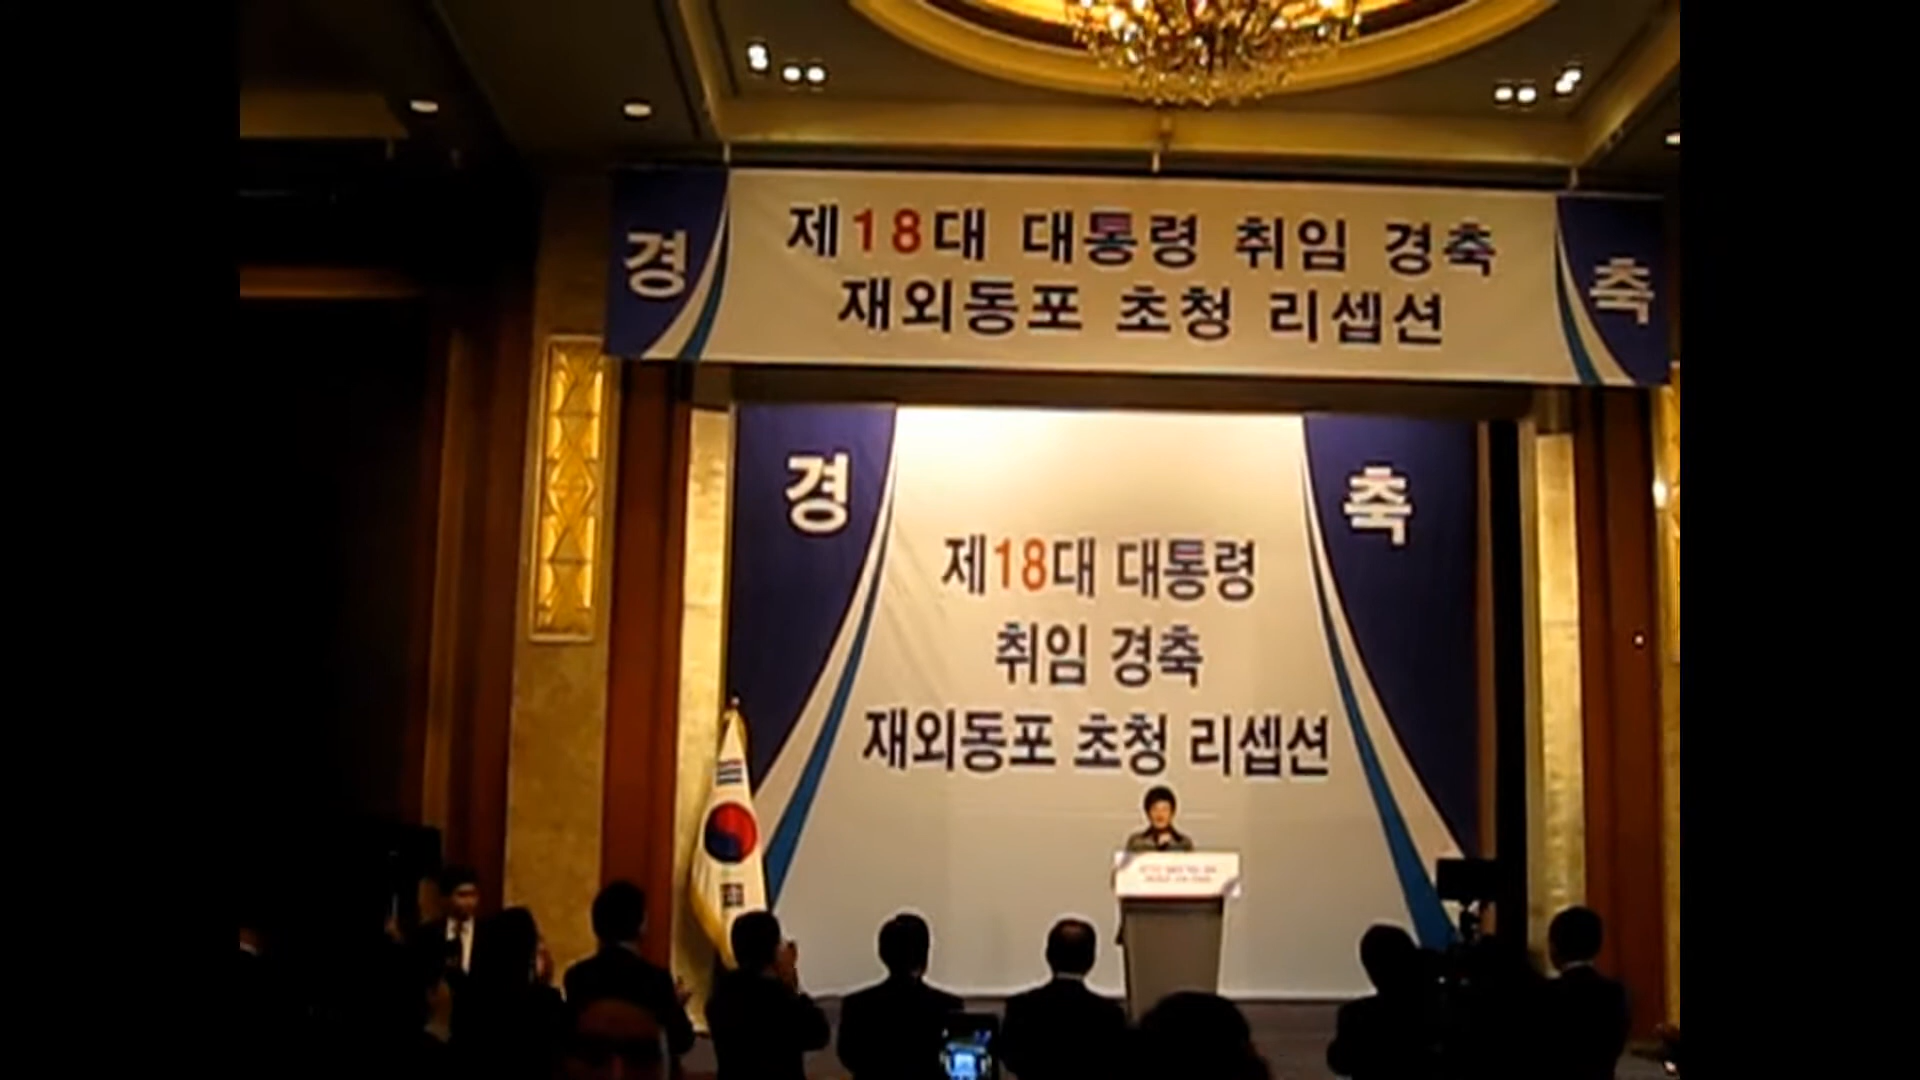 경 축
제18대 대통령 취임 경축
재외동포 초청 리셉션
경 축
제18대 대통령
취임 경축
재외동포 초청 리셉션